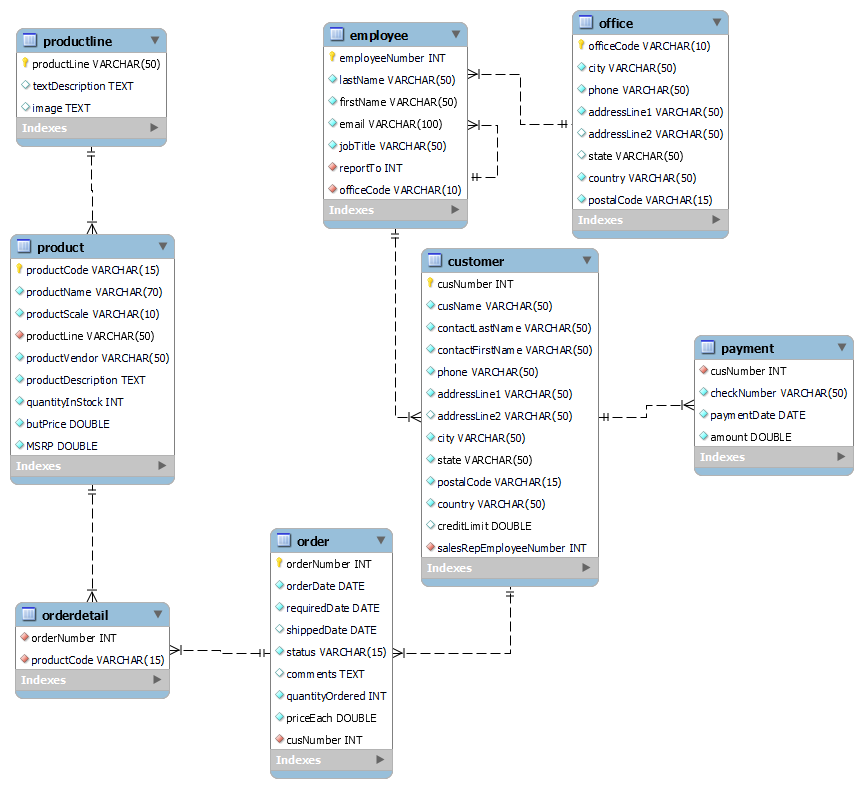 productline
productLine VARCHAR(50)
textDescription TEXT
image TEXT
Indexes
product
productCode VARCHAR(15)
productName VARCHAR(70)
productScale VARCHAR(10)
productLine VARCHAR(50)
productVendor VARCHAR(50)
productDescription TEXT
quantityInStock INT
butPrice DOUBLE
MSRP DOUBLE
Indexes
orderdetail
orderNumber INT
productCode VARCHAR(15)
Indexes
employee
employeeNumber INT
lastName VARCHAR(50)
firstName VARCHAR(50)
email VARCHAR(100)
jobTitle VARCHAR(50)
reportTo INT
officeCode VARCHAR(10)
Indexes
office
officeCode VARCHAR(10)
city VARCHAR(50)
phone VARCHAR(50)
addressLine1 VARCHAR(50)
addressLine2 VARCHAR(50)
state VARCHAR(50)
country VARCHAR(50)
postalCode VARCHAR(15)
Indexes
customer
cusNumber INT
cusName VARCHAR(50)
contactLastName VARCHAR(50)
contactFirstName VARCHAR(50)
phone VARCHAR(50)
addressLine1 VARCHAR(50)
addressLine2 VARCHAR(50)
city VARCHAR(50)
state VARCHAR(50)
postalCode VARCHAR(15)
country VARCHAR(50)
creditLimit DOUBLE
salesRepEmployeeNumber INT
Indexes
payment
cusNumber INT
checkNumber VARCHAR(50)
paymentDate DATE
amount DOUBLE
Indexes
order
orderNumber INT
orderDate DATE
requiredDate DATE
shippedDate DATE
status VARCHAR(15)
comments TEXT
quantityOrdered INT
priceEach DOUBLE
cusNumber INT
Indexes